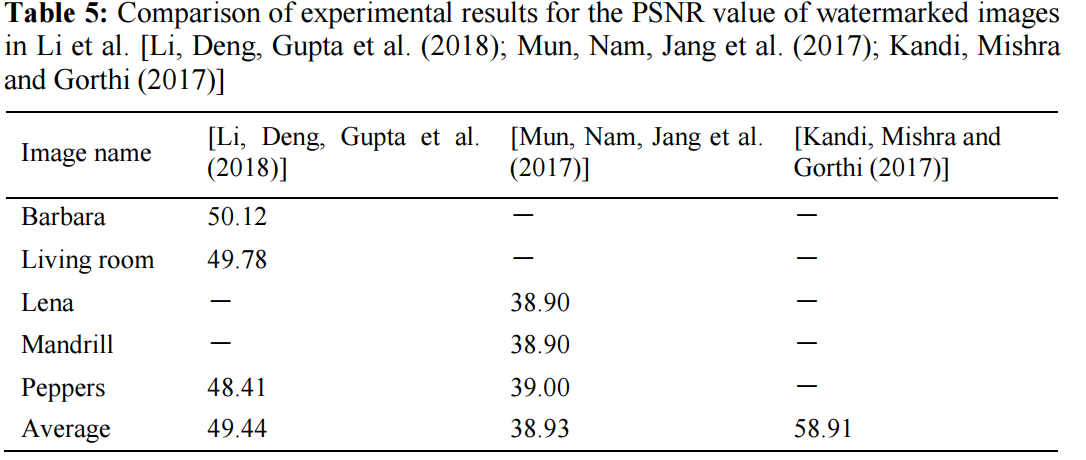 Table 5: Comparison of experimental results for the PSNR value of watermarked images
in Li et al. [Li, Deng, Gupta et al. (2018); Mun, Nam, Jang et al. (2017); Kandi, Mishra
and Gorthi (2017)]
Image name [Li, Deng, Gupta et al. (2018)] [Mun, Nam, Jang et al. (2017)] [Kandi, Mishra and Gorthi (2017)]
Barbara 50.12 — —
Living room 49.78 — —
Lena — 38.90 —
Mandrill — 38.90 —
Peppers 48.41 39.00 —
Average 49.44 38.93 58.91